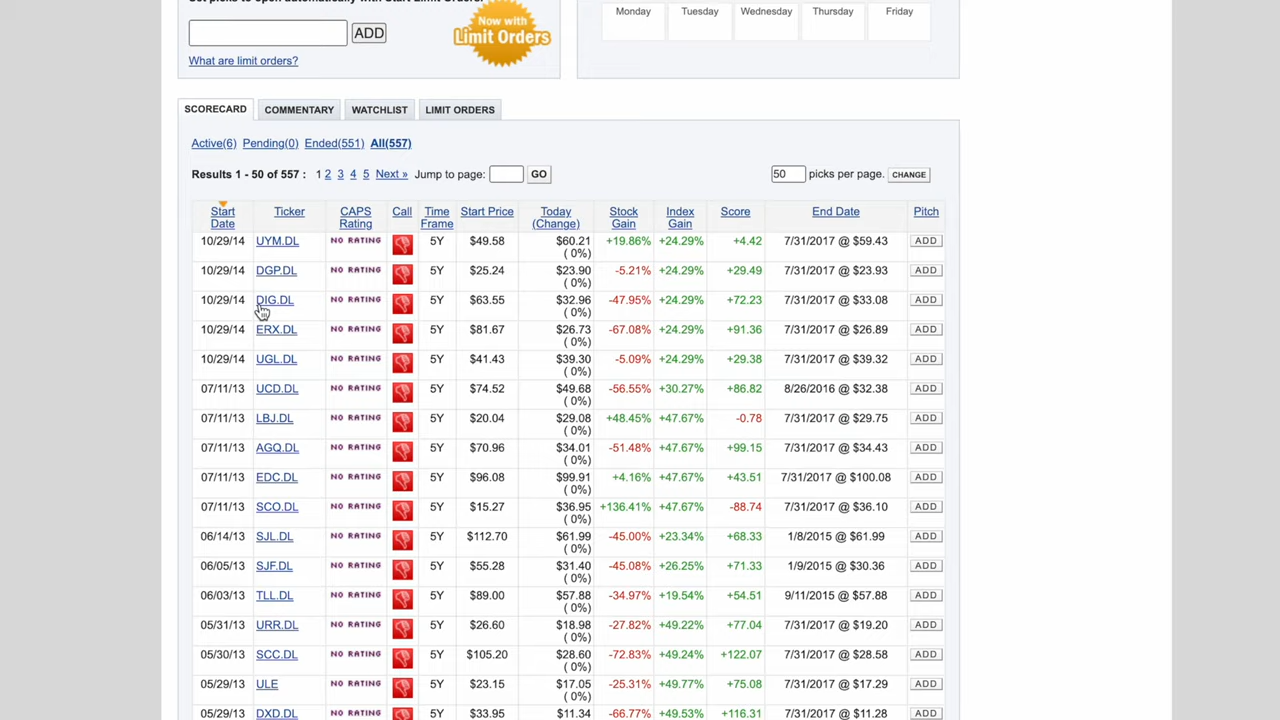 Set picks to open automatically with Start Limit Orders.
Now with
Limit Orders
ADD
What are limit orders?
Monday Tuesday Wednesday Thursday Friday
SCORECARD COMMENTARY WATCHLIST LIMIT ORDERS
Active(6) Pending(0) Ended(551) All(557)
Results 1 - 50 of 557 : 1 2 3 4 5 Next » Jump to page: GO 50 picks per page. CHANGE
Start Date Ticker CAPS Rating Call Time Frame Start Price Today (Change) Stock Gain Index Gain Score End Date Pitch
10/29/14 UYM.DL NO RATING 5Y $49.58 $60.21 ( 0%) +19.86% +24.29% +4.42 7/31/2017 @ $59.43 ADD
10/29/14 DGP.DL NO RATING 5Y $25.24 $23.90 ( 0%) -5.21% +24.29% +29.49 7/31/2017 @ $23.93 ADD
10/29/14 DIG.DL NO RATING 5Y $63.55 $32.96 ( 0%) -47.95% +24.29% +72.23 7/31/2017 @ $33.08 ADD
10/29/14 ERX.DL NO RATING 5Y $81.67 $26.73 ( 0%) -67.08% +24.29% +91.36 7/31/2017 @ $26.89 ADD
10/29/14 UGL.DL NO RATING 5Y $41.43 $39.30 ( 0%) -5.09% +24.29% +29.38 7/31/2017 @ $39.32 ADD
07/11/13 UCD.DL NO RATING 5Y $74.52 $49.68 ( 0%) -56.55% +30.27% +86.82 8/26/2016 @ $32.38 ADD
07/11/13 LBJ.DL NO RATING 5Y $20.04 $29.08 ( 0%) +48.45% +47.67% -0.78 7/31/2017 @ $29.75 ADD
07/11/13 AGQ.DL NO RATING 5Y $70.96 $34.01 ( 0%) -51.48% +47.67% +99.15 7/31/2017 @ $34.43 ADD
07/11/13 EDC.DL NO RATING 5Y $96.08 $99.91 ( 0%) +4.16% +47.67% +43.51 7/31/2017 @ $100.08 ADD
07/11/13 SCO.DL NO RATING 5Y $15.27 $36.95 ( 0%) +136.41% +47.67% -88.74 7/31/2017 @ $36.10 ADD
06/14/13 SJL.DL NO RATING 5Y $112.70 $61.99 ( 0%) -45.00% +23.34% +68.33 1/8/2015 @ $61.99 ADD
06/05/13 SJF.DL NO RATING 5Y $55.28 $31.40 ( 0%) -45.08% +26.25% +71.33 1/9/2015 @ $30.36 ADD
06/03/13 TLL.DL NO RATING 5Y $89.00 $57.88 ( 0%) -34.97% +19.54% +54.51 9/11/2015 @ $57.88 ADD
05/31/13 URR.DL NO RATING 5Y $26.60 $18.98 ( 0%) -27.82% +49.22% +77.04 7/31/2017 @ $19.20 ADD
05/30/13 SCC.DL NO RATING 5Y $105.20 $28.60 ( 0%) -72.83% +49.24% +122.07 7/31/2017 @ $28.58 ADD
05/29/13 ULE NO RATING 5Y $23.15 $17.05 ( 0%) -25.31% +49.77% +75.08 7/31/2017 @ $17.29 ADD
05/29/13 DXD.DL NO RATING 5Y $33.95 $11.34 -66.77% +49.53% +116.31 7/31/2017 @ $11.28 ADD